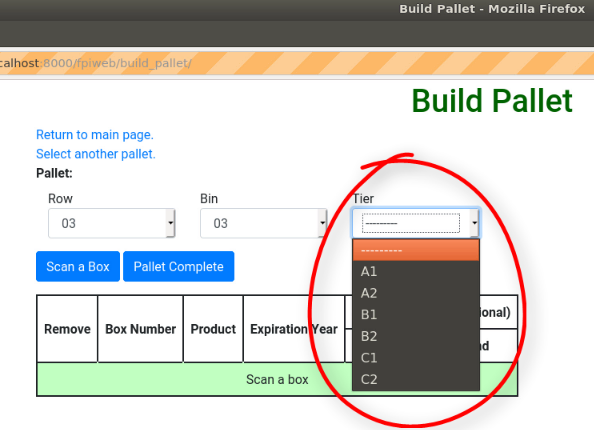 Build Pallet - Mozilla Firefox
calhost:8000/fpiweb/build_pallet/
Build Pallet
Return to main page.
Select another pallet.
Pallet:
Row Bin Tier
03 03 ---------
Scan a Box Pallet Complete
---------
A1
A2
B1
B2
C1
C2
Remove Box Number Product Expiration Year
ional)
nd
Scan a box